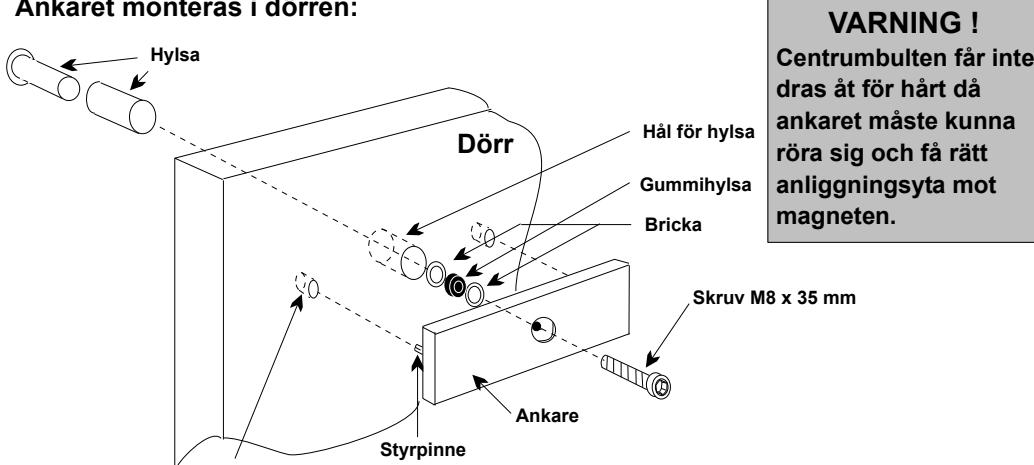 Ankaret monteras i dörren:
VARNING !
Centrumbulten får inte
dras åt för hårt då
ankaret måste kunna
röra sig och få rätt
anliggningsyta mot
magneten.
Hylsa
Dörr
Hål för hylsa
Gummihylsa
Bricka
Skruv M8 x 35 mm
Ankare
Styrpinne